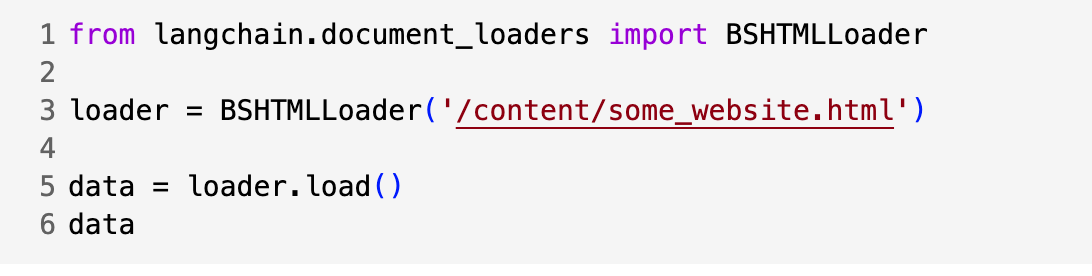 1 from langchain.document_loaders import BSHTMLLoader
2
3 loader = BSHTMLLoader('/content/some_website.html')
4
5 data = loader.load()
6 data